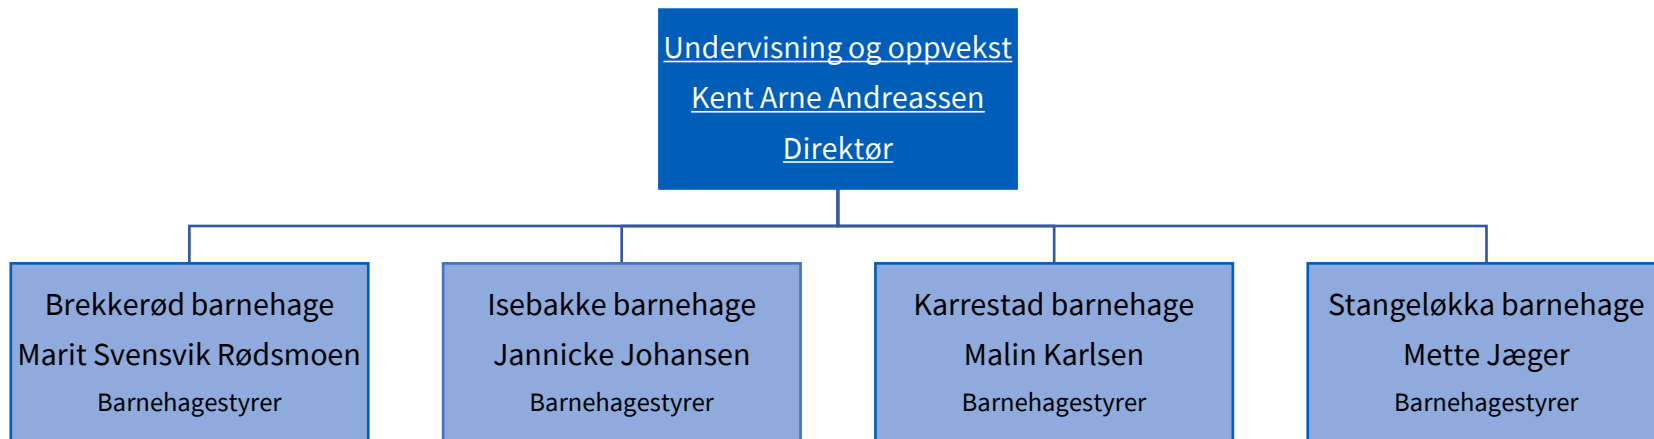 Undervisning og oppvekst
Kent Arne Andreassen
Direktør
Brekkerød barnehage
Marit Svensvik Rødsmoen
Barnehagestyrer
Isebakke barnehage
Jannicke Johansen
Barnehagestyrer
Karrestad barnehage
Malin Karlsen
Barnehagestyrer
Stangeløkka barnehage
Mette Jæger
Barnehagestyrer